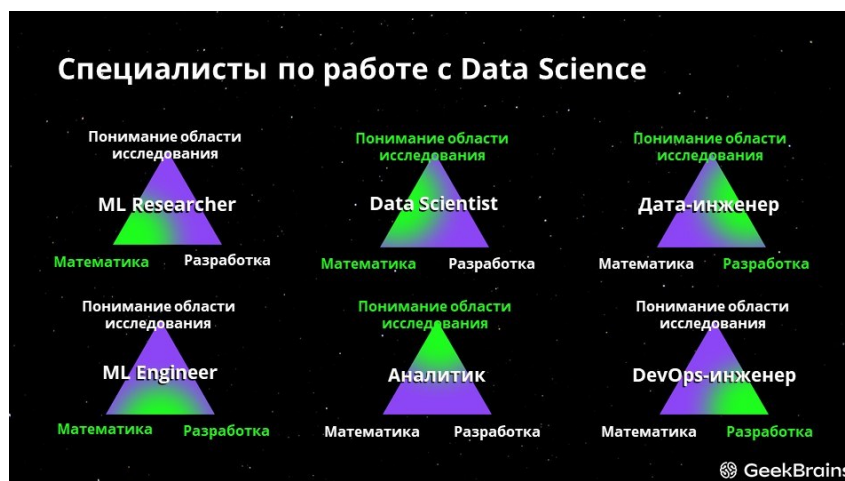 Специалисты по работе с Data Science
Понимание области
исследования
ML Researcher
Математика
Разработка
Понимание области
исследования
Data Scientist
Математика
Разработка
Понимание области
исследования
Дата-инженер
Математика
Разработка
Понимание области
исследования
ML Engineer
Математика
Разработка
Понимание области
исследования
Аналитик
Математика
Разработка
Понимание области
исследования
DevOps-инженер
Математика
Разработка
GeekBrains